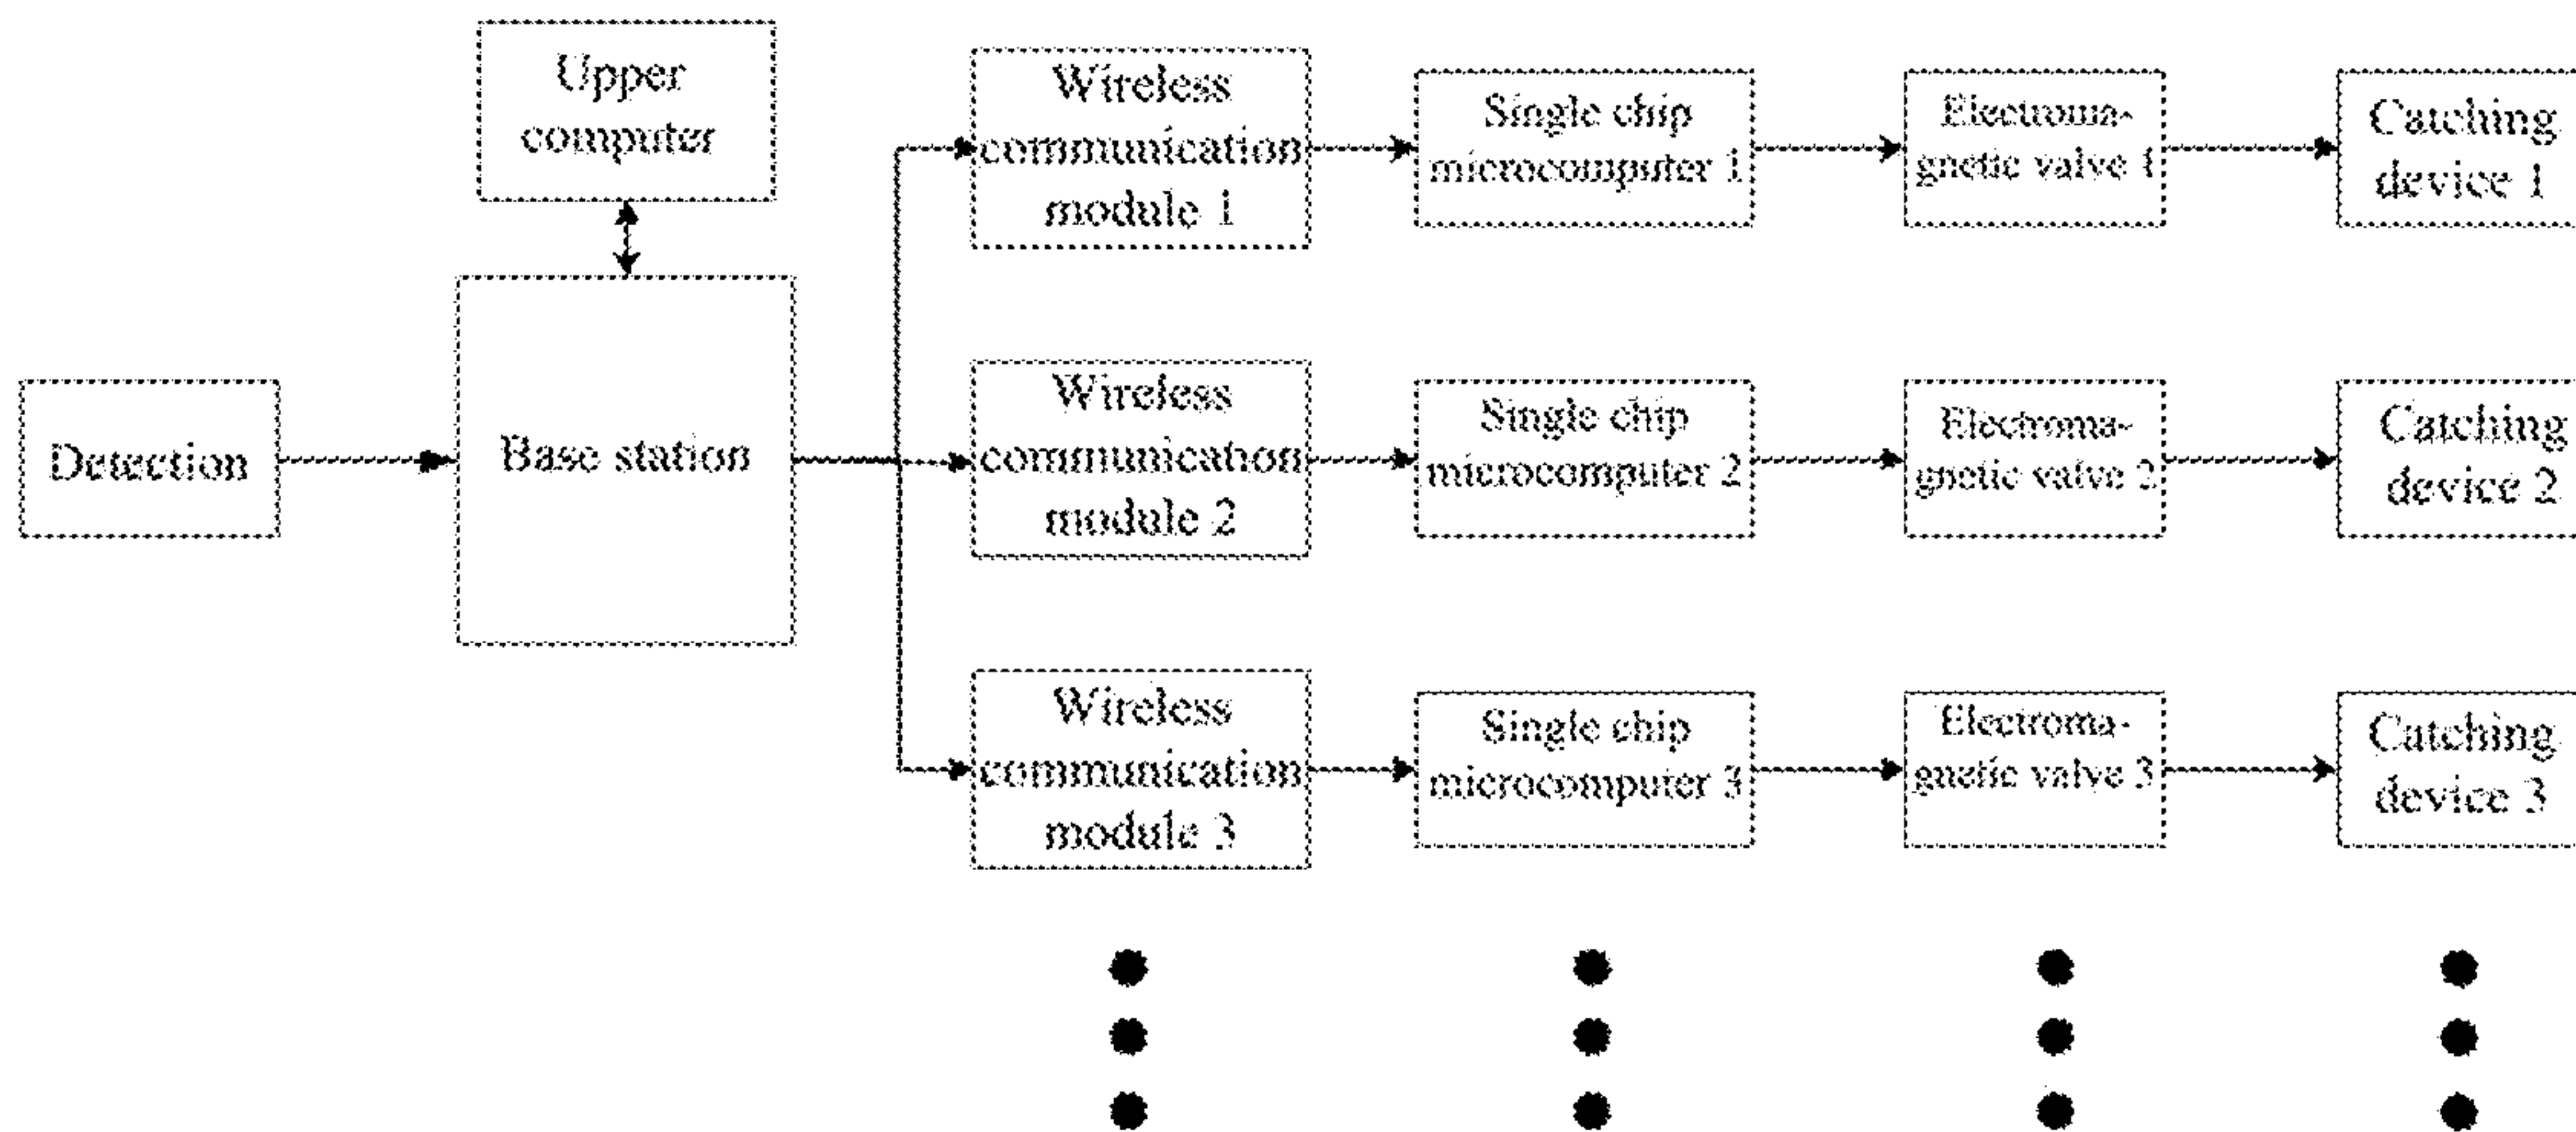 Upper
computer
Detection
Base station
Wireless
communication
module 1
Single chip
microcomputer 1
Electroma-
gnetic valve 1
Catching
device 1
Wireless
communication
module 2
Single chip
microcomputer 2
Electroma-
gnetic valve 2
Catching
device 2
Wireless
communication
module 3
Single chip
microcomputer 3
Electroma-
gnetic valve 3
Catching
device 3